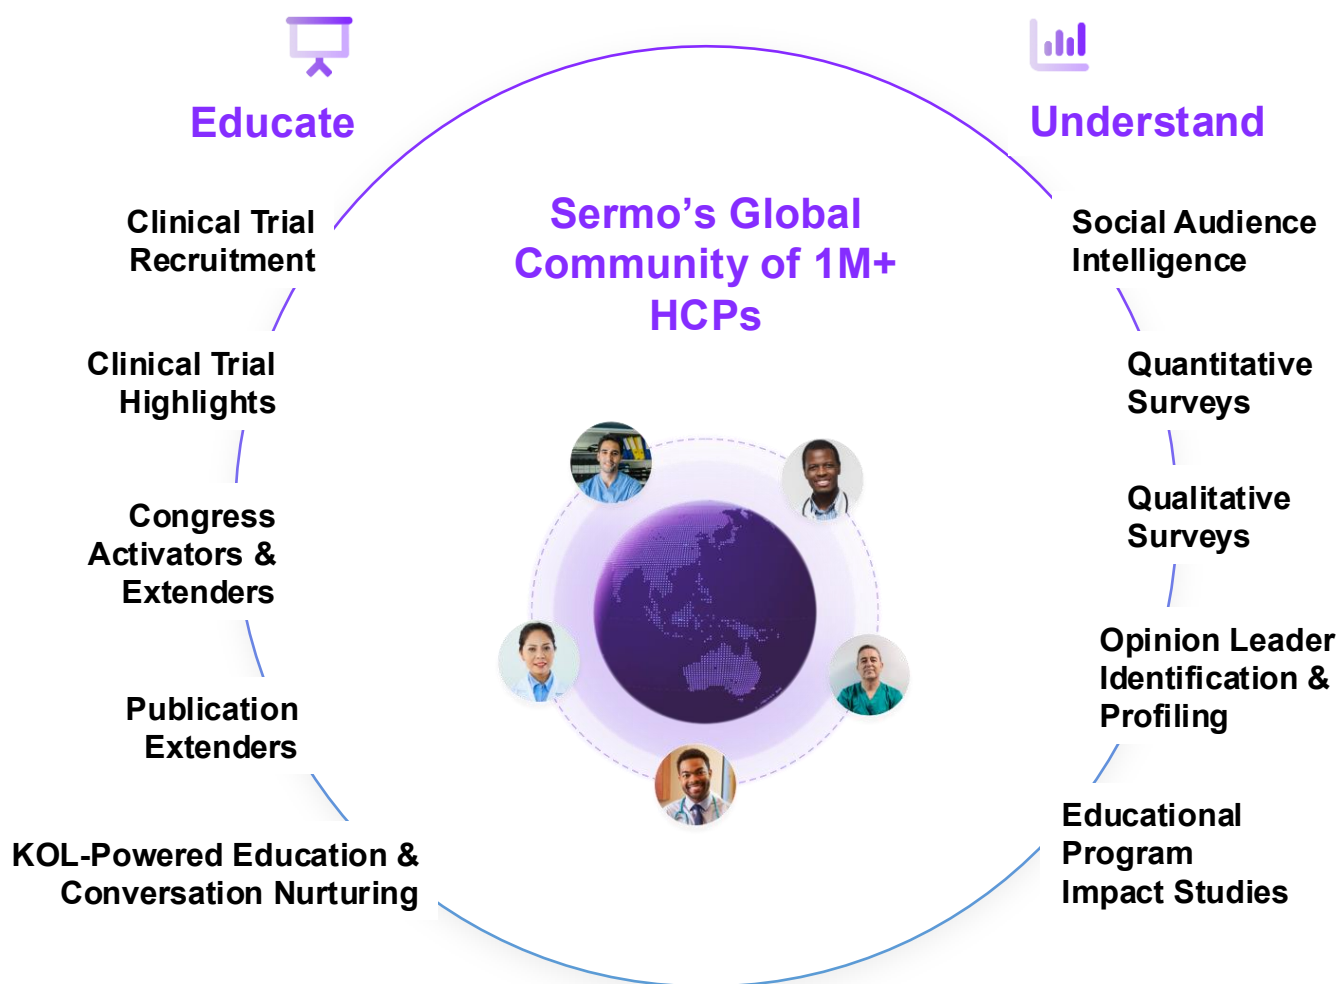 Educate
Clinical Trial
Recruitment
Clinical Trial
Highlights
Congress
Activators &
Extenders
Publication
Extenders
KOL-Powered Education &
Conversation Nurturing
Sermo’s Global
Community of 1M+
HCPs
Understand
Social Audience
Intelligence
Quantitative
Surveys
Qualitative
Surveys
Opinion Leader
Identification &
Profiling
Educational
Program
Impact Studies